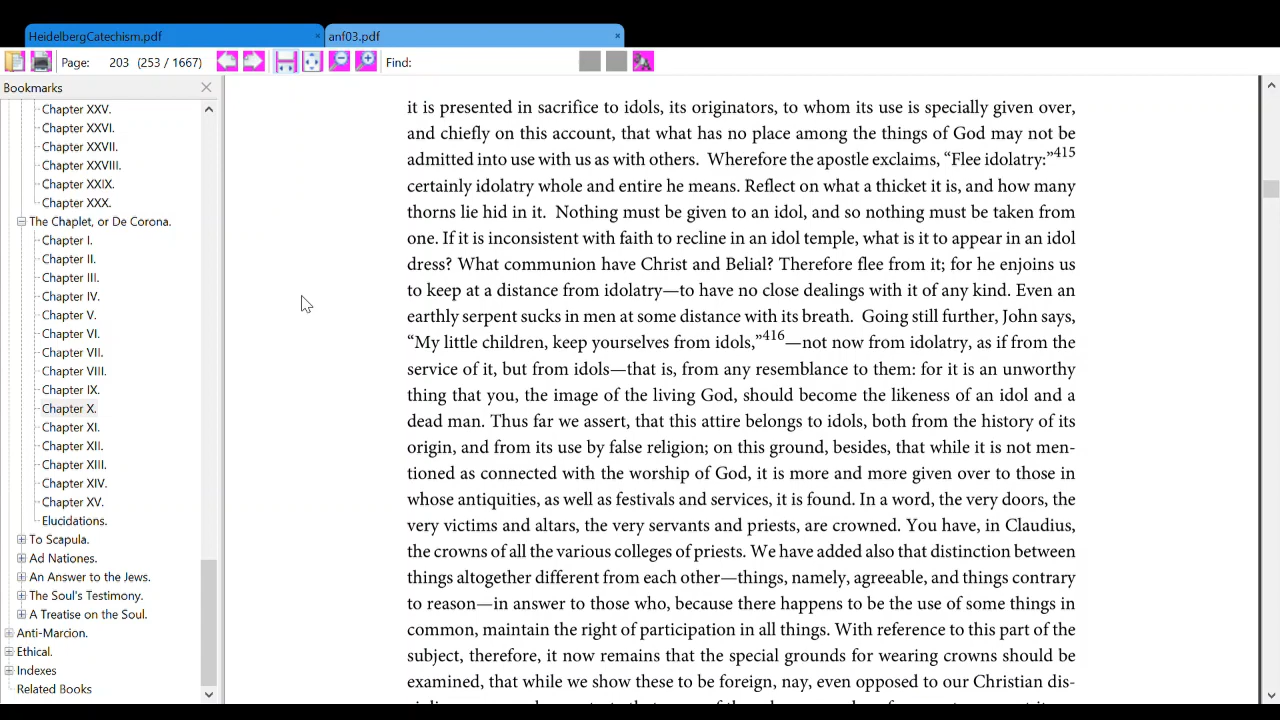 HeidelbergCatechism.pdf
anf03.pdf
Page: 203 (253 / 1667) Find:
Bookmarks
Chapter XXV.
Chapter XXVI.
Chapter XXVII.
Chapter XXVIII.
Chapter XXIX.
Chapter XXX.
The Chaplet, or De Corona.
Chapter I.
Chapter II.
Chapter III.
Chapter IV.
Chapter V.
Chapter VI.
Chapter VII.
Chapter VIII.
Chapter IX.
Chapter X.
Chapter XI.
Chapter XII.
Chapter XIII.
Chapter XIV.
Chapter XV.
Elucidations.
To Scapula.
Ad Nationes.
An Answer to the Jews.
The Soul's Testimony.
A Treatise on the Soul.
Anti-Marcion.
Ethical.
Indexes
Related Books
it is presented in sacrifice to idols, its originators, to whom its use is specially given over,
and chiefly on this account, that what has no place among the things of God may not be
admitted into use with us as with others. Wherefore the apostle exclaims, “Flee idolatry:”415
certainly idolatry whole and entire he means. Reflect on what a thicket it is, and how many
thorns lie hid in it. Nothing must be given to an idol, and so nothing must be taken from
one. If it is inconsistent with faith to recline in an idol temple, what is it to appear in an idol
dress? What communion have Christ and Belial? Therefore flee from it; for he enjoins us
to keep at a distance from idolatry—to have no close dealings with it of any kind. Even an
earthly serpent sucks in men at some distance with its breath. Going still further, John says,
“My little children, keep yourselves from idols,”416—not now from idolatry, as if from the
service of it, but from idols—that is, from any resemblance to them: for it is an unworthy
thing that you, the image of the living God, should become the likeness of an idol and a
dead man. Thus far we assert, that this attire belongs to idols, both from the history of its
origin, and from its use by false religion; on this ground, besides, that while it is not men-
tioned as connected with the worship of God, it is more and more given over to those in
whose antiquities, as well as festivals and services, it is found. In a word, the very doors, the
very victims and altars, the very servants and priests, are crowned. You have, in Claudius,
the crowns of all the various colleges of priests. We have added also that distinction between
things altogether different from each other—things, namely, agreeable, and things contrary
to reason—in answer to those who, because there happens to be the use of some things in
common, maintain the right of participation in all things. With reference to this part of the
subject, therefore, it now remains that the special grounds for wearing crowns should be
examined, that while we show these to be foreign, nay, even opposed to our Christian dis-